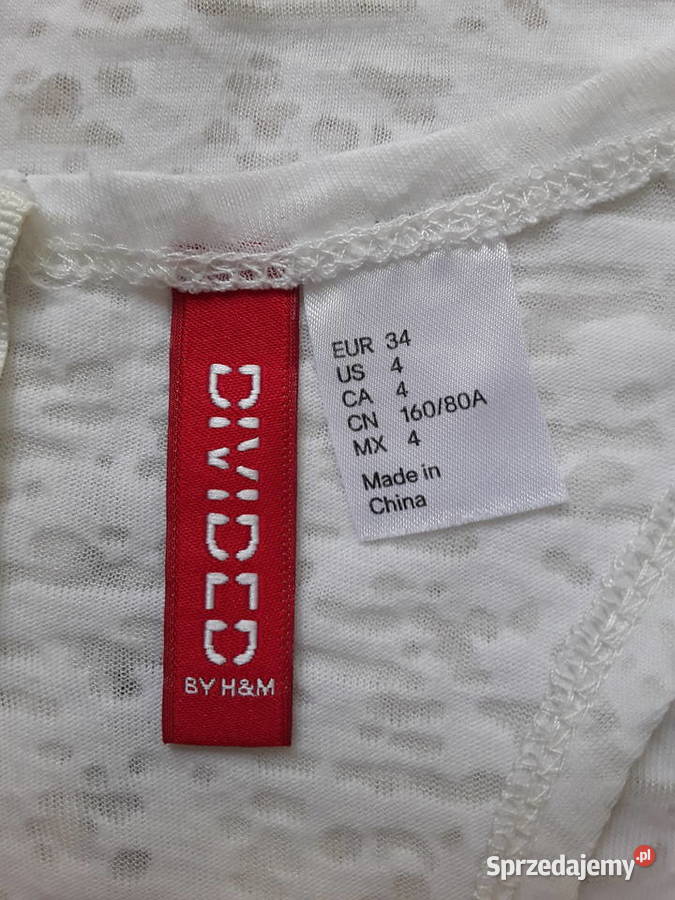 DIVIDED
BY H&M
EUR 34
US 4
CA 4
CN 160/80A
MX 4
Made in
China
Sprzedajemy.pl